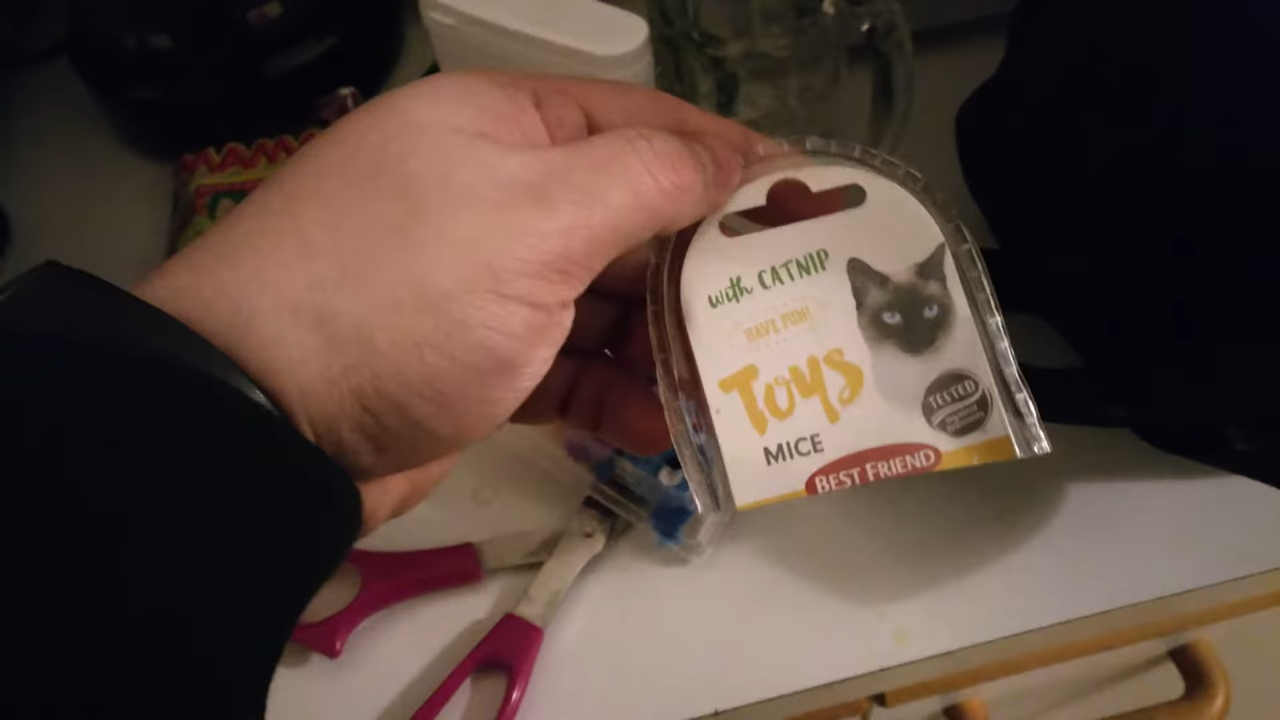 with CATNIP
HAVE FUN!
Toys
MICE
TESTED
BEST FRIEND